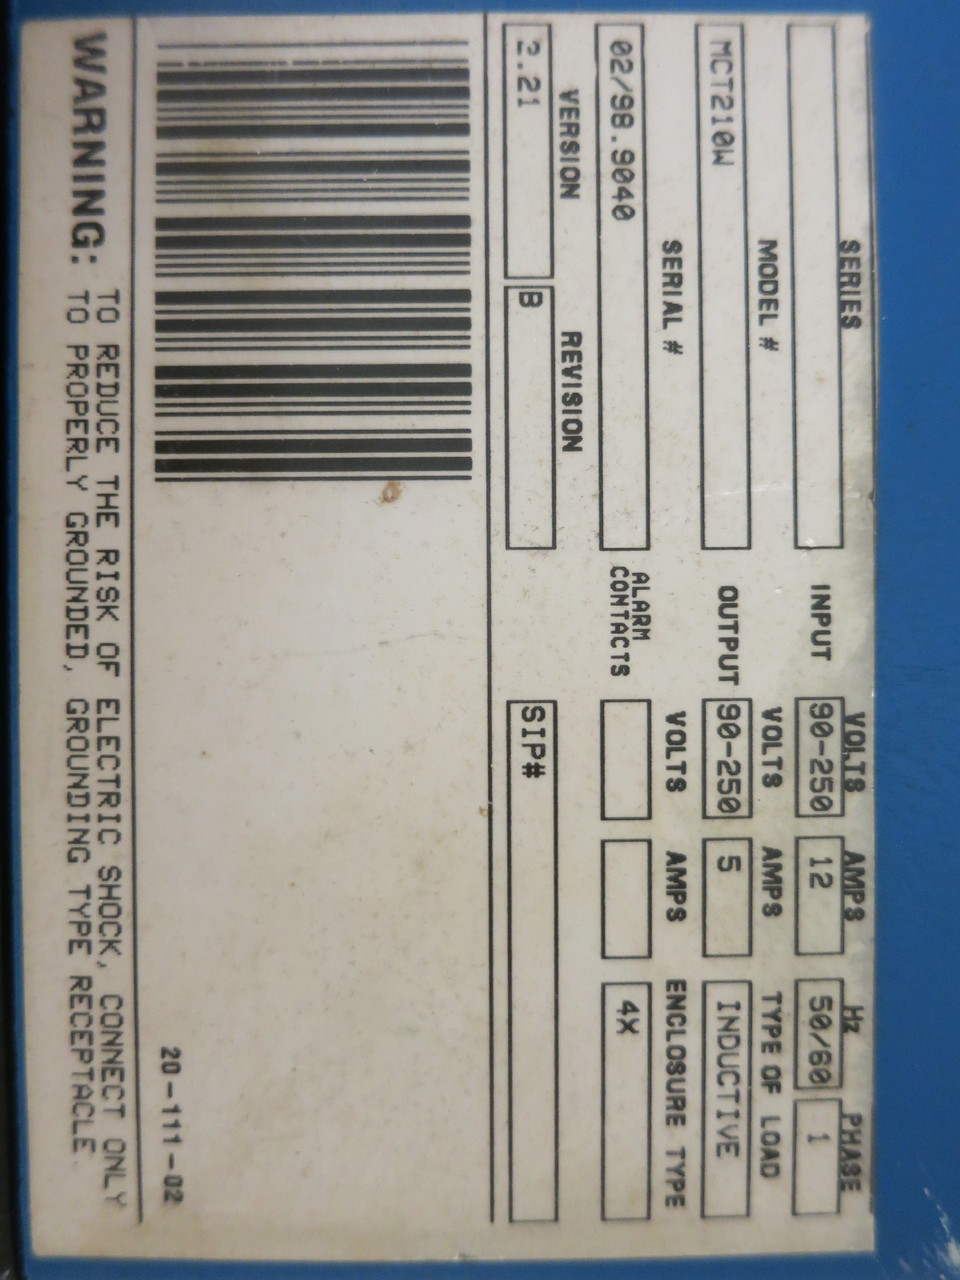 SERIES VOLTS AMPS Hz PHASE
INPUT 90-250 12 50/60 1
MODEL # VOLTS AMPS TYPE OF LOAD
MCT210W OUTPUT 90-250 5 INDUCTIVE
SERIAL # VOLTS AMPS ENCLOSURE TYPE
02/98.9040 ALARM CONTACTS 4X
VERSION REVISION
2.21 B SIP#
20-111-02
WARNING: TO REDUCE THE RISK OF ELECTRIC SHOCK, CONNECT ONLY
TO PROPERLY GROUNDED, GROUNDING TYPE RECEPTACLE.